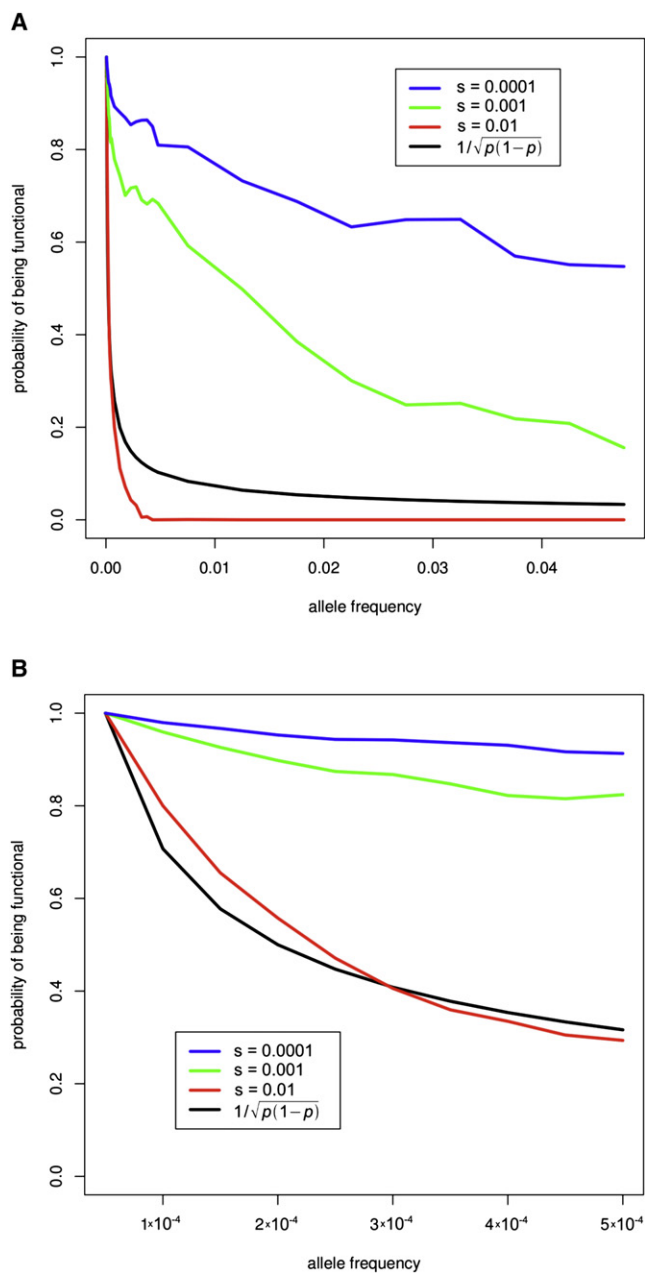 A
probability of being functional
1.0
0.8
0.6
0.4
0.2
0.0
s = 0.0001
s = 0.001
s = 0.01
1/√p(1−p)
0.00 0.01 0.02 0.03 0.04
allele frequency
B
probability of being functional
1.0
0.8
0.6
0.4
0.2
0.0
s = 0.0001
s = 0.001
s = 0.01
1/√p(1−p)
1×10⁻⁴ 2×10⁻⁴ 3×10⁻⁴ 4×10⁻⁴ 5×10⁻⁴
allele frequency